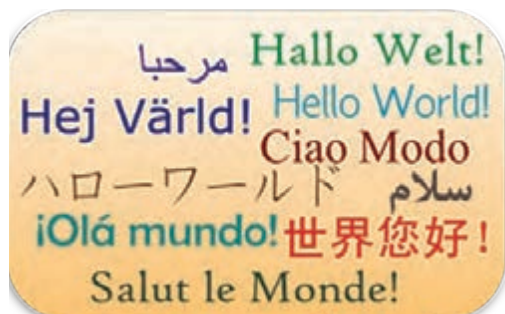 مرحبا
Hallo Welt!
Hej Värld!
Hello World!
Ciao Modo
ハローワールド
سلام
¡Olá mundo!
世界您好!
Salut le Monde!